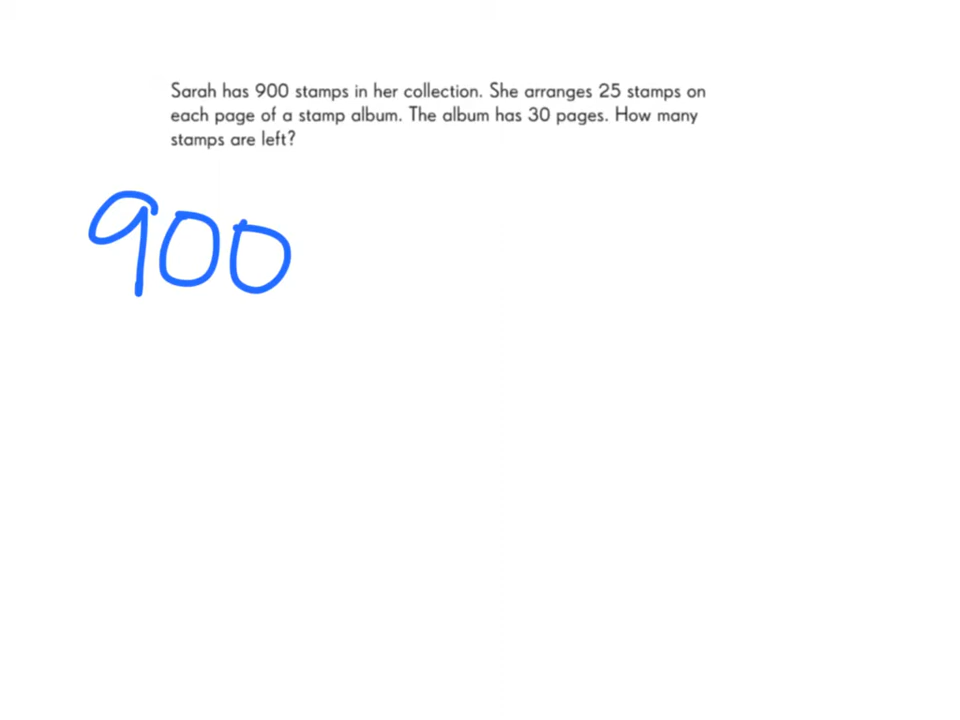 Sarah has 900 stamps in her collection. She arranges 25 stamps on
each page of a stamp album. The album has 30 pages. How many
stamps are left?
900